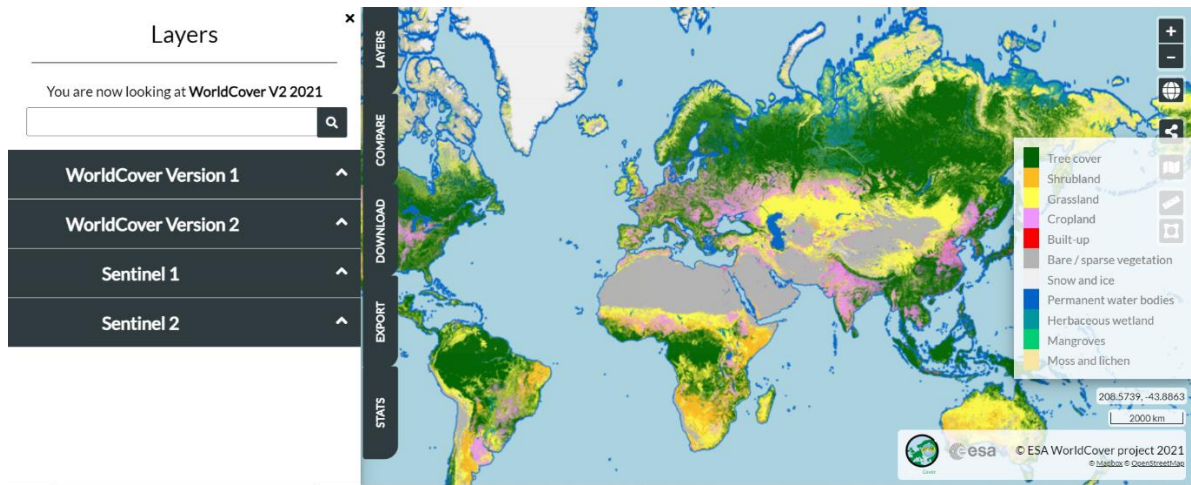 Layers
×
You are now looking at WorldCover V2 2021
WorldCover Version 1
WorldCover Version 2
Sentinel 1
Sentinel 2
LAYERS
COMPARE
DOWNLOAD
EXPORT
STATS
+
−
Tree cover
Shrubland
Grassland
Cropland
Built-up
Bare / sparse vegetation
Snow and ice
Permanent water bodies
Herbaceous wetland
Mangroves
Moss and lichen
208.5739, -43.8863
2000 km
Cover
esa
© ESA WorldCover project 2021
© Mapbox © OpenStreetMap